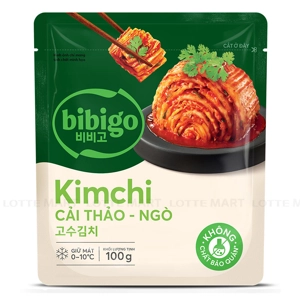 CẮT Ở ĐÂY
bibigo
비비고
Kimchi
CẢI THẢO - NGÒ
고수김치
GIỮ MÁT
0~10°C
KHỐI LƯỢNG TỊNH
100g
KHÔNG
CHẤT BẢO QUẢN
LOTTE MART